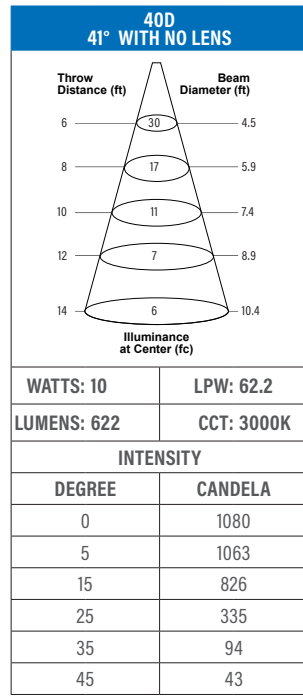 40D
41° WITH NO LENS
Throw Distance (ft)
Beam Diameter (ft)
6 30 4.5
8 17 5.9
10 11 7.4
12 7 8.9
14 6 10.4
Illuminance
at Center (fc)
WATTS: 10 LPW: 62.2
LUMENS: 622 CCT: 3000K
INTENSITY
DEGREE CANDELA
0 1080
5 1063
15 826
25 335
35 94
45 43